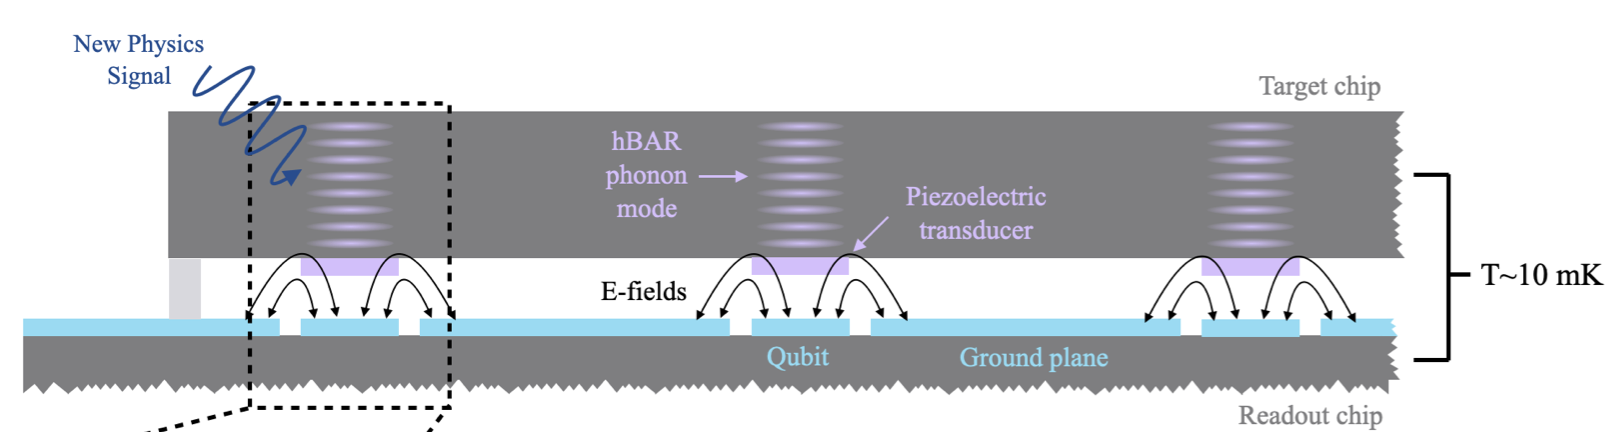 New Physics
Signal
Target chip
hBAR
phonon
mode
Piezoelectric
transducer
E-fields
T~10 mK
Qubit
Ground plane
Readout chip